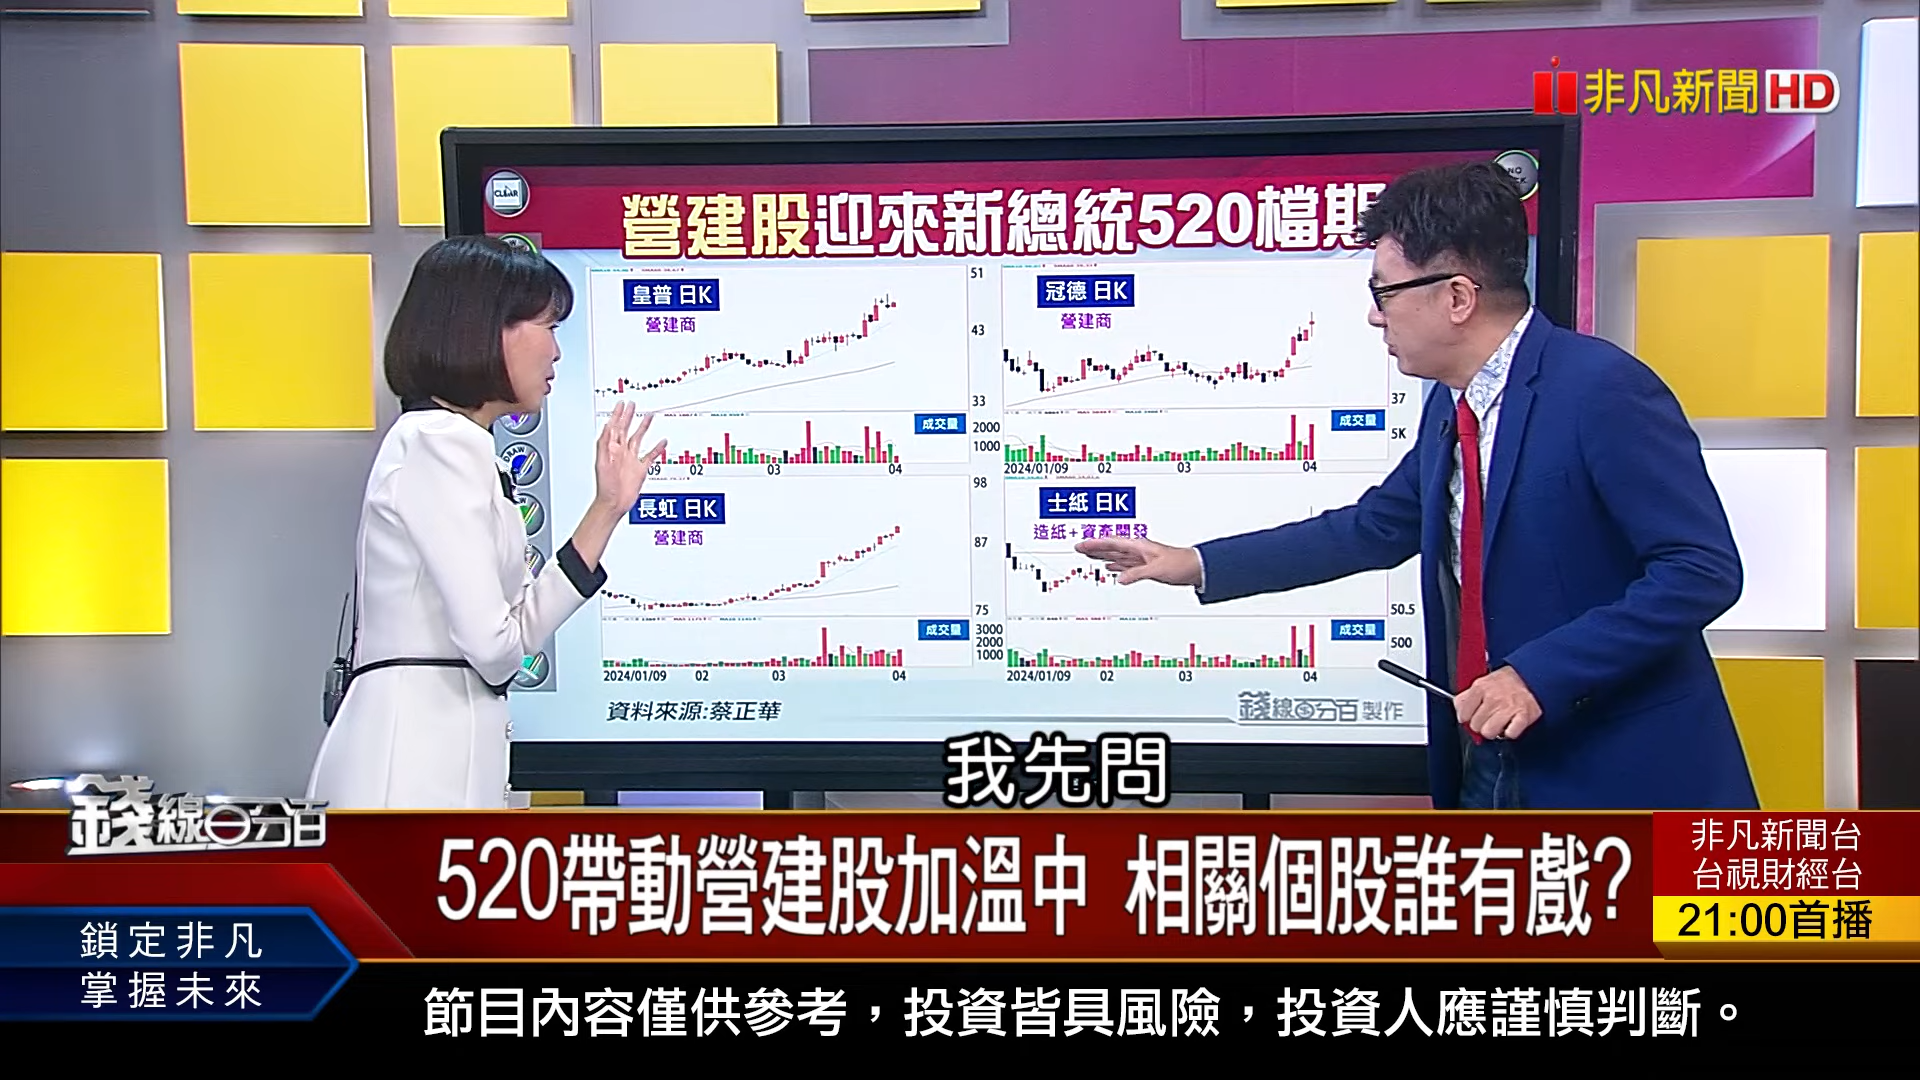 非凡新聞HD
CLEAR
營建股迎來新總統520檔期
皇普 日K
營建商
51
43
33
成交量
2000
1000
09
02
03
04
冠德 日K
營建商
37
成交量
5K
2024/01/09
02
03
04
長虹 日K
營建商
98
87
75
成交量
3000
2000
1000
2024/01/09
02
03
04
士紙 日K
造紙+資產開發
50.5
成交量
500
2024/01/09
02
03
04
DRAW
資料來源:蔡正華
錢線百分百 製作
我先問
錢線百分百
520帶動營建股加溫中 相關個股誰有戲?
非凡新聞台
台視財經台
21:00首播
鎖定非凡
掌握未來
節目內容僅供參考，投資皆具風險，投資人應謹慎判斷。